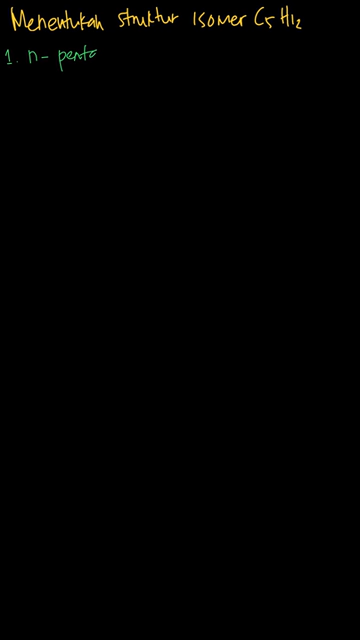 Menentukan struktur isomer C₅H₁₂
1. n- penta